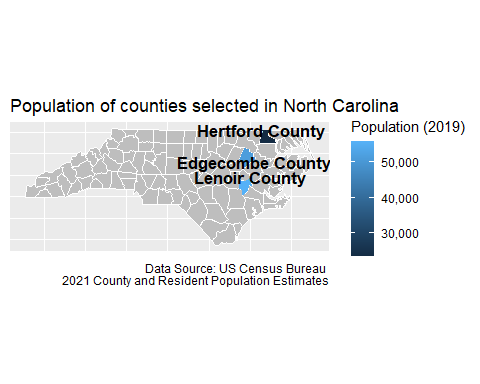 Population of counties selected in North Carolina
Hertford County
Edgecombe County
Lenoir County
Population (2019)
50,000
40,000
30,000
Data Source: US Census Bureau
2021 County and Resident Population Estimates